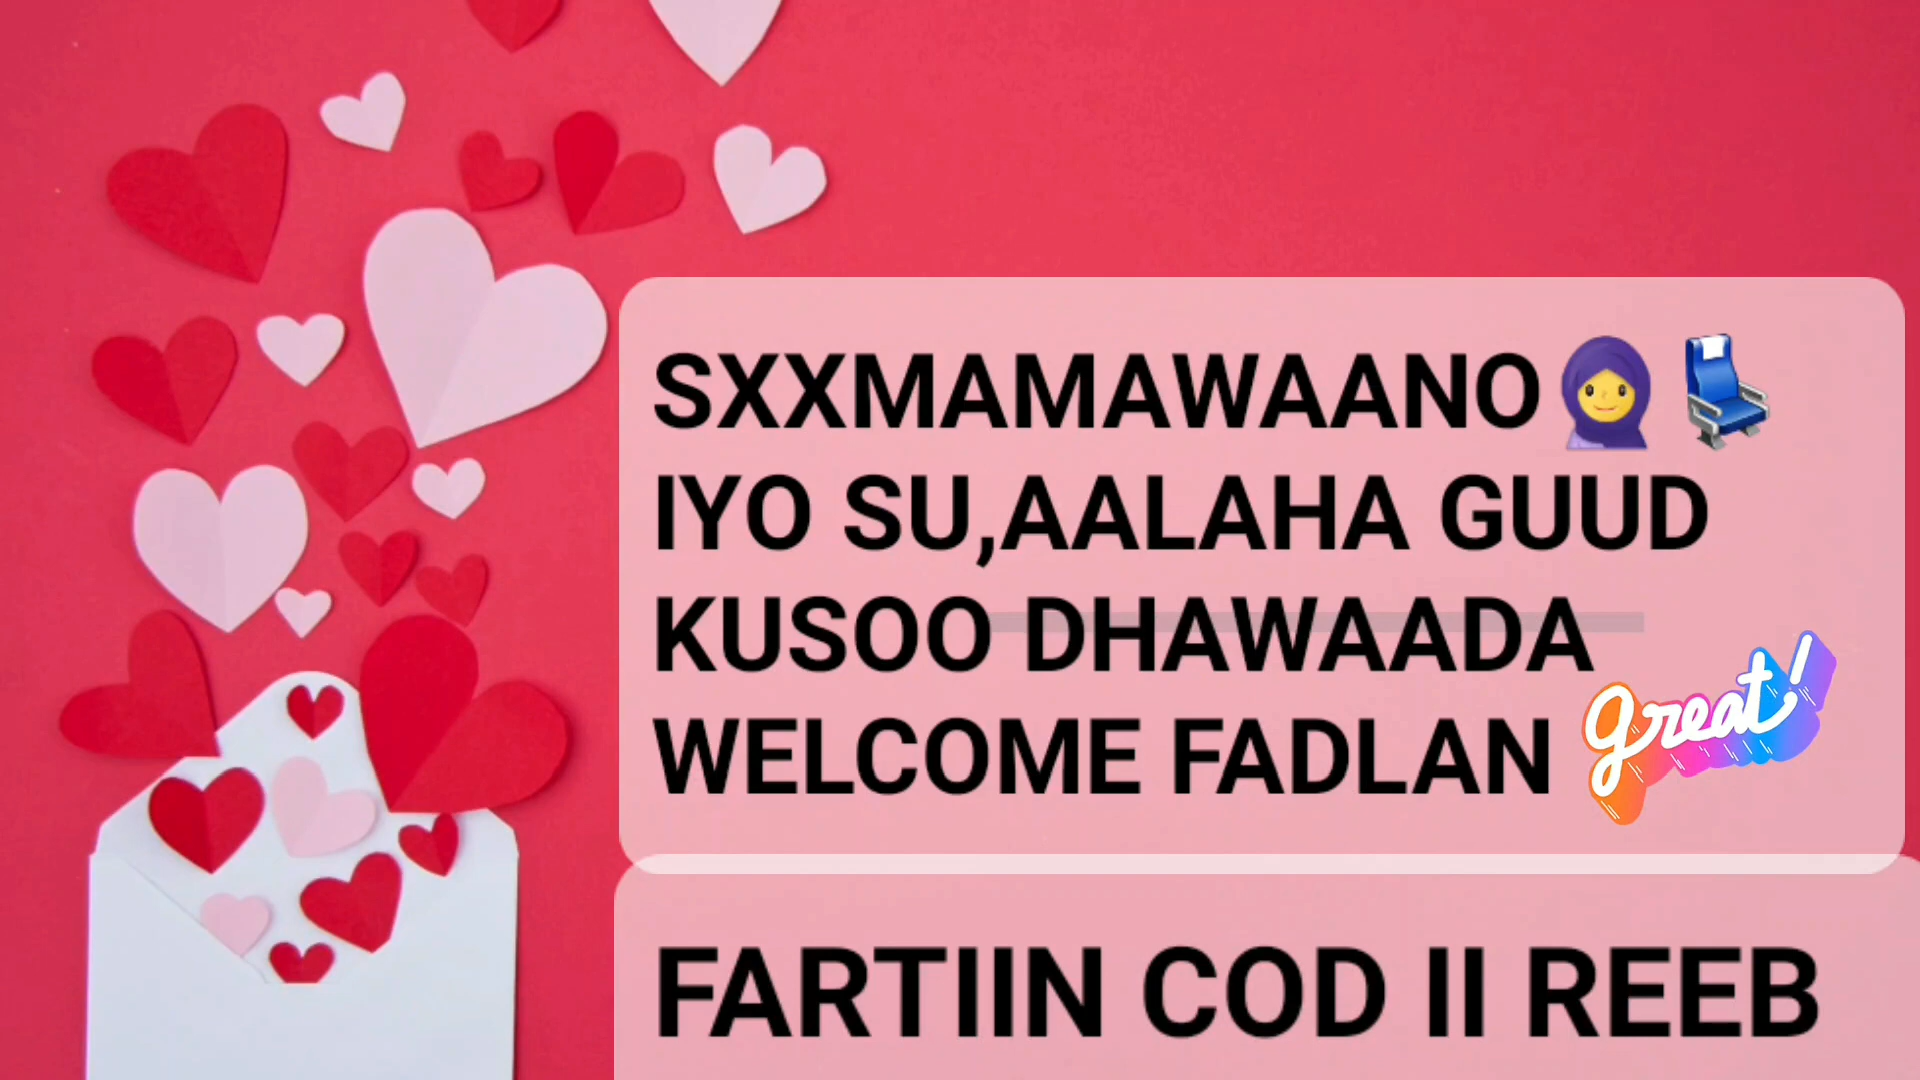 SXXMAMAWAANO🧕💺
IYO SU,AALAHA GUUD
KUSOO DHAWAADA
WELCOME FADLAN
great!
FARTIIN COD II REEB